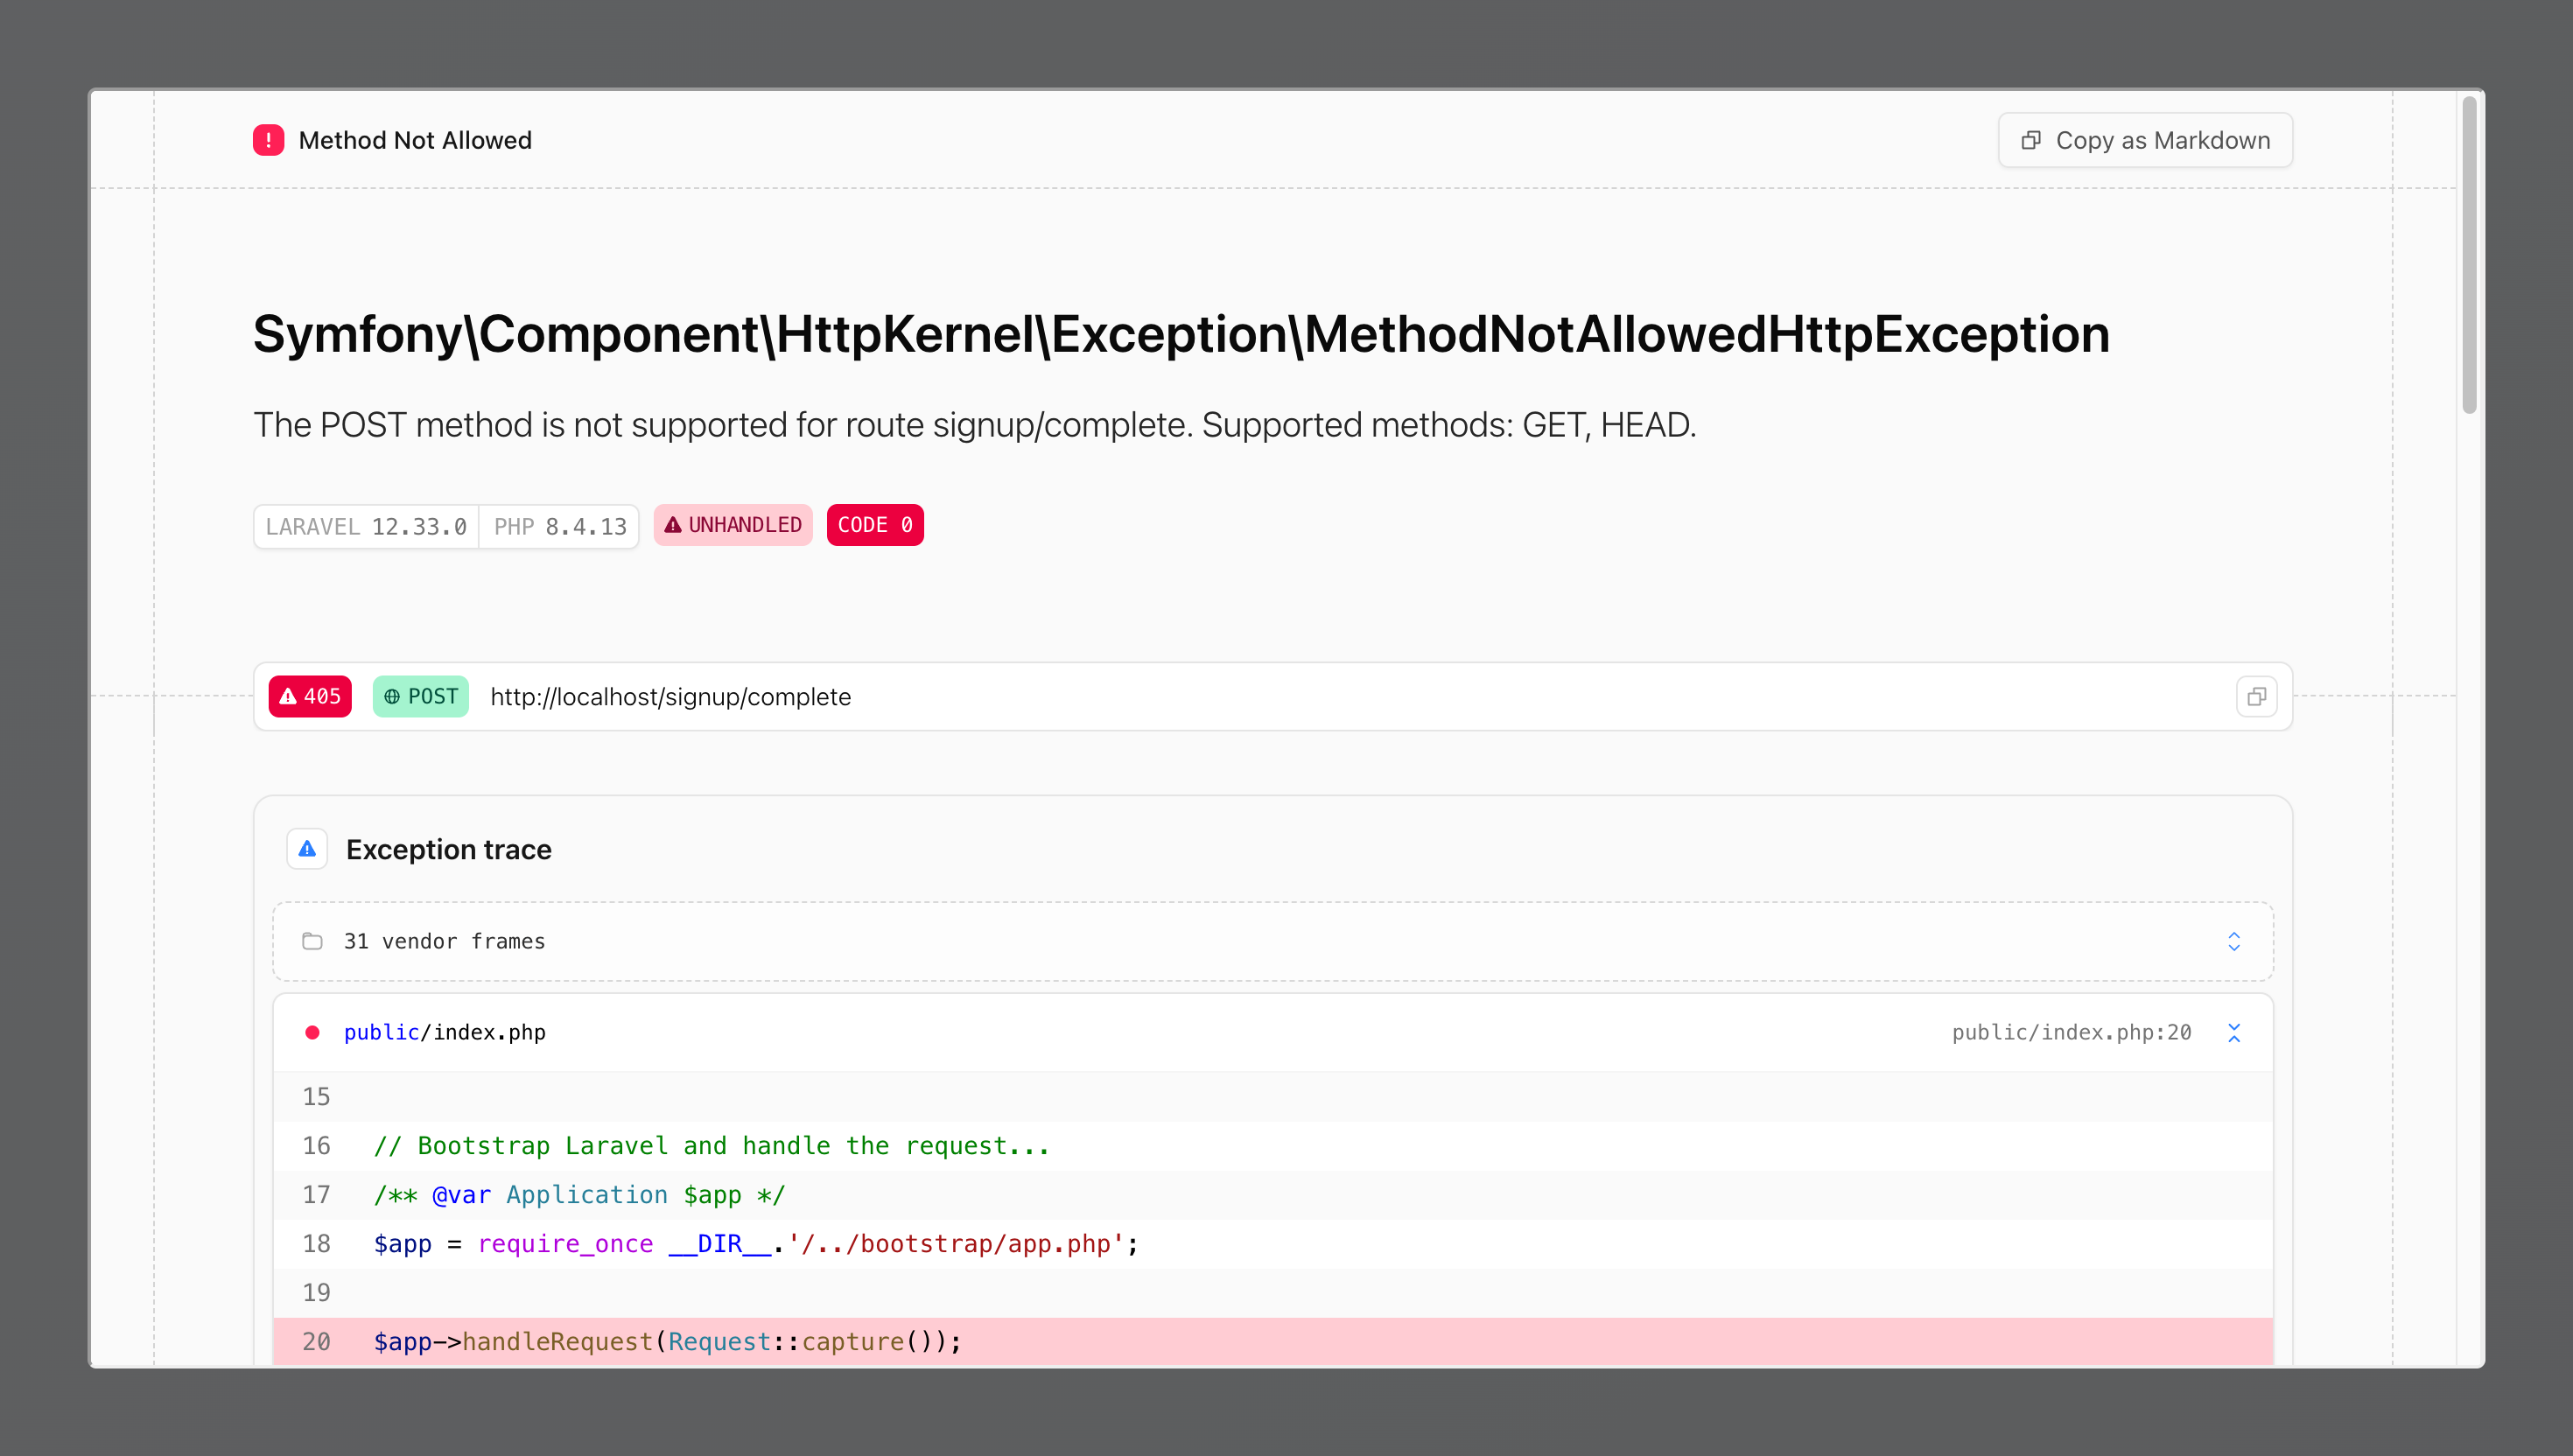 Method Not Allowed
Copy as Markdown
Symfony\Component\HttpKernel\Exception\MethodNotAllowedHttpException
The POST method is not supported for route signup/complete. Supported methods: GET, HEAD.
LARAVEL 12.33.0 PHP 8.4.13 UNHANDLED CODE 0
405 POST http://localhost/signup/complete
Exception trace
31 vendor frames
public/index.php public/index.php:20
15
16 // Bootstrap Laravel and handle the request...
17 /** @var Application $app */
18 $app = require_once __DIR__.'/../bootstrap/app.php';
19
20 $app->handleRequest(Request::capture());